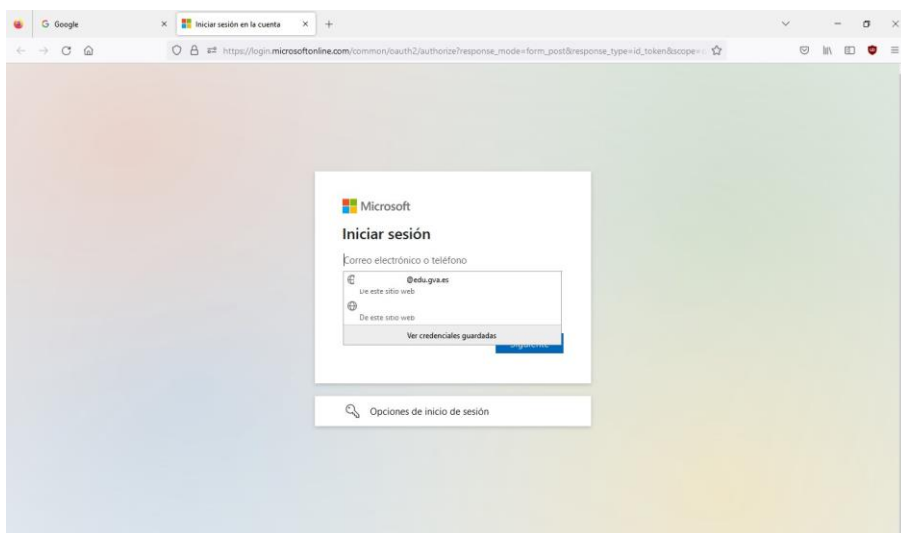 Google
Iniciar sesión en la cuenta
https://login.microsoftonline.com/common/oauth2/authorize?response_mode=form_post&response_type=id_token&scope=
Microsoft
Iniciar sesión
Correo electrónico o teléfono
@edu.gva.es
De este sitio web
De este sitio web
Ver credenciales guardadas
Siguiente
Opciones de inicio de sesión